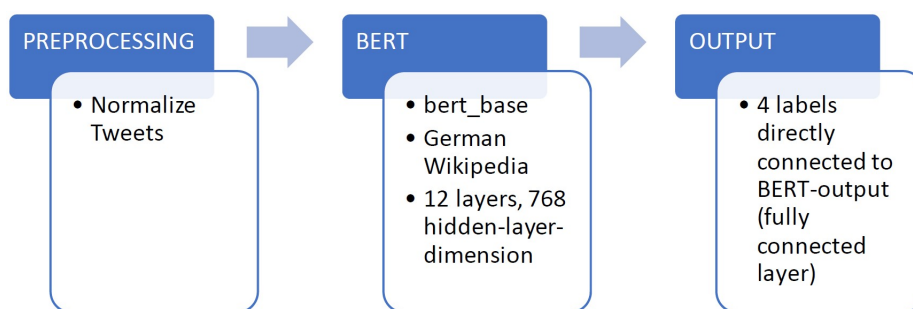 PREPROCESSING
• Normalize
Tweets
BERT
• bert_base
• German
Wikipedia
• 12 layers, 768
hidden-layer-
dimension
OUTPUT
• 4 labels
directly
connected to
BERT-output
(fully
connected
layer)